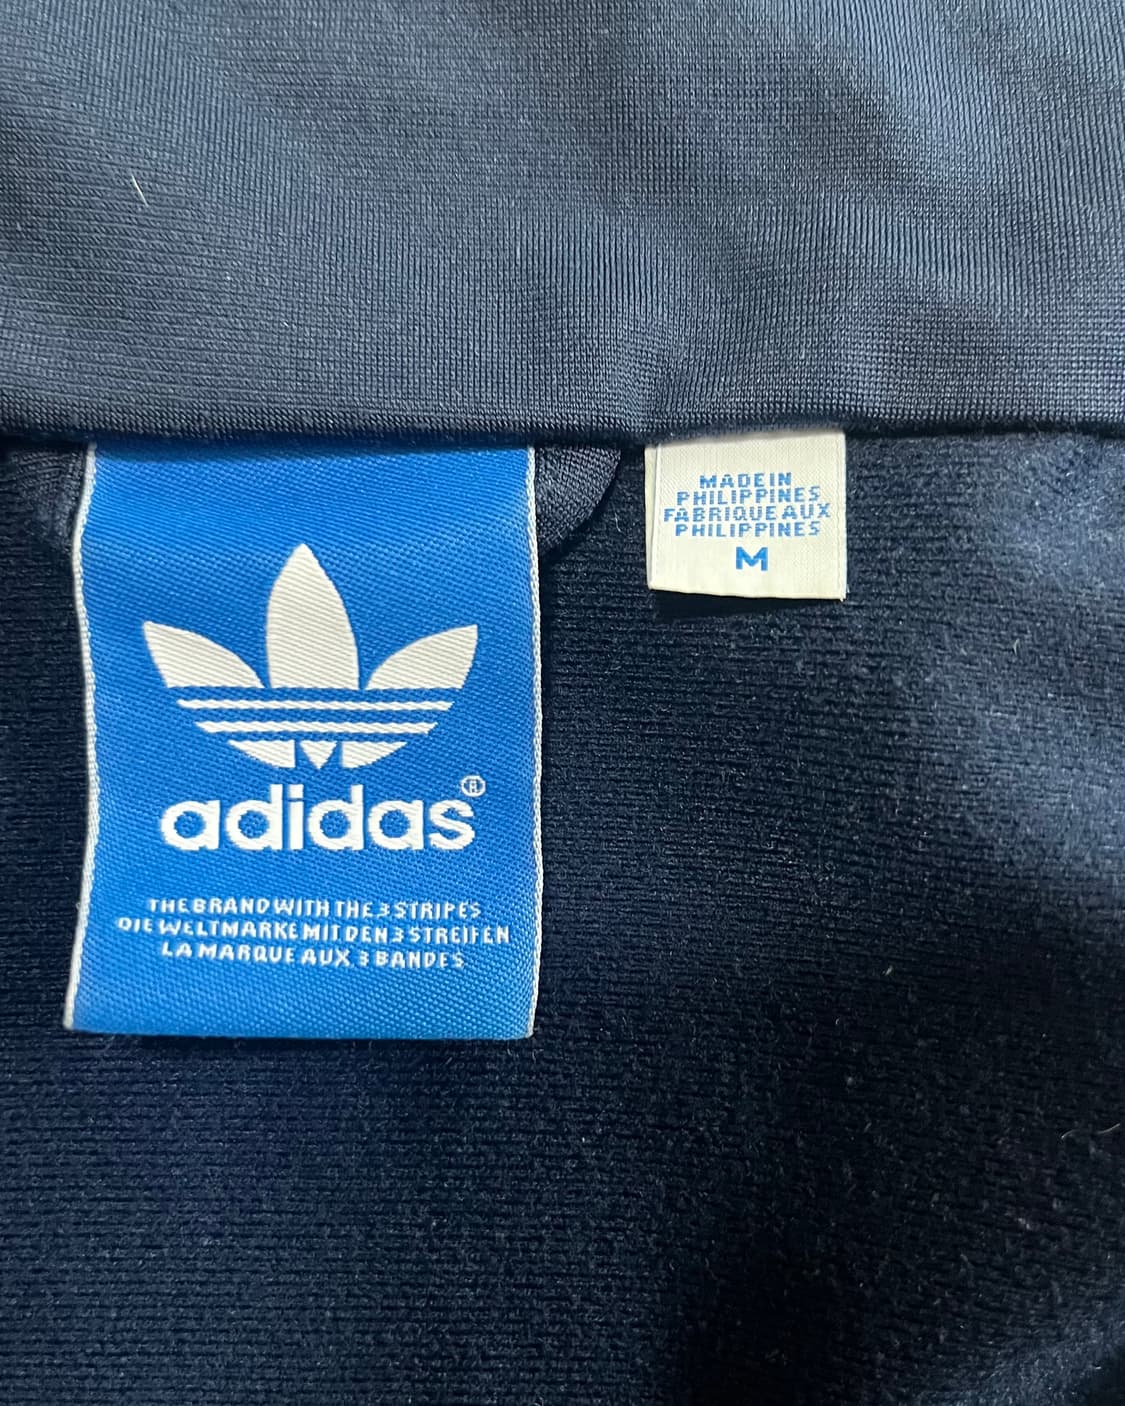 adidas®
THE BRAND WITH THE 3 STRIPES
DIE WELTMARKE MIT DEN 3 STREIFEN
LA MARQUE AUX 3 BANDES
MADE IN
PHILIPPINES
FABRIQUE AUX
PHILIPPINES
M